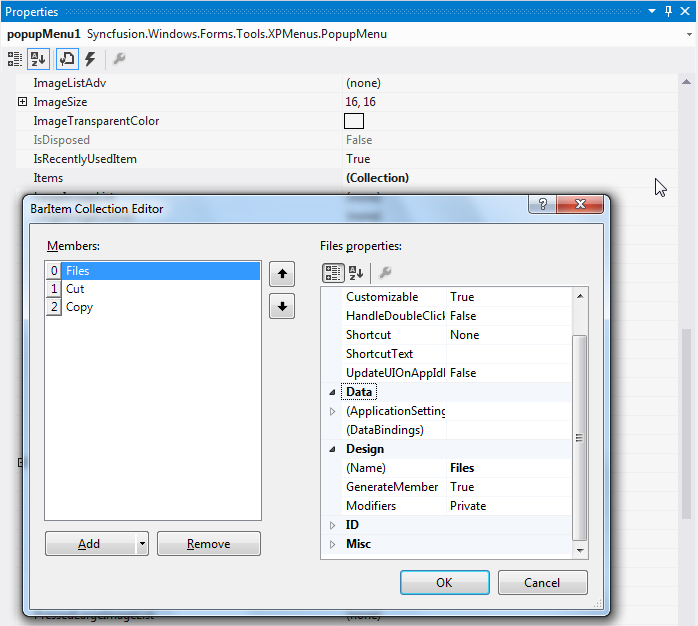 Properties
popupMenu1 Syncfusion.Windows.Forms.Tools.XPMenus.PopupMenu
ImageListAdv (none)
ImageSize 16, 16
ImageTransparentColor
IsDisposed False
IsRecentlyUsedItem True
Items (Collection)
BarItem Collection Editor
Members:
0 Files
1 Cut
2 Copy
Add
Remove
Files properties:
Customizable True
HandleDoubleClick False
Shortcut None
ShortcutText
UpdateUIOnAppIdl False
Data
(ApplicationSetting
(DataBindings)
Design
(Name) Files
GenerateMember True
Modifiers Private
ID
Misc
OK
Cancel
(none)